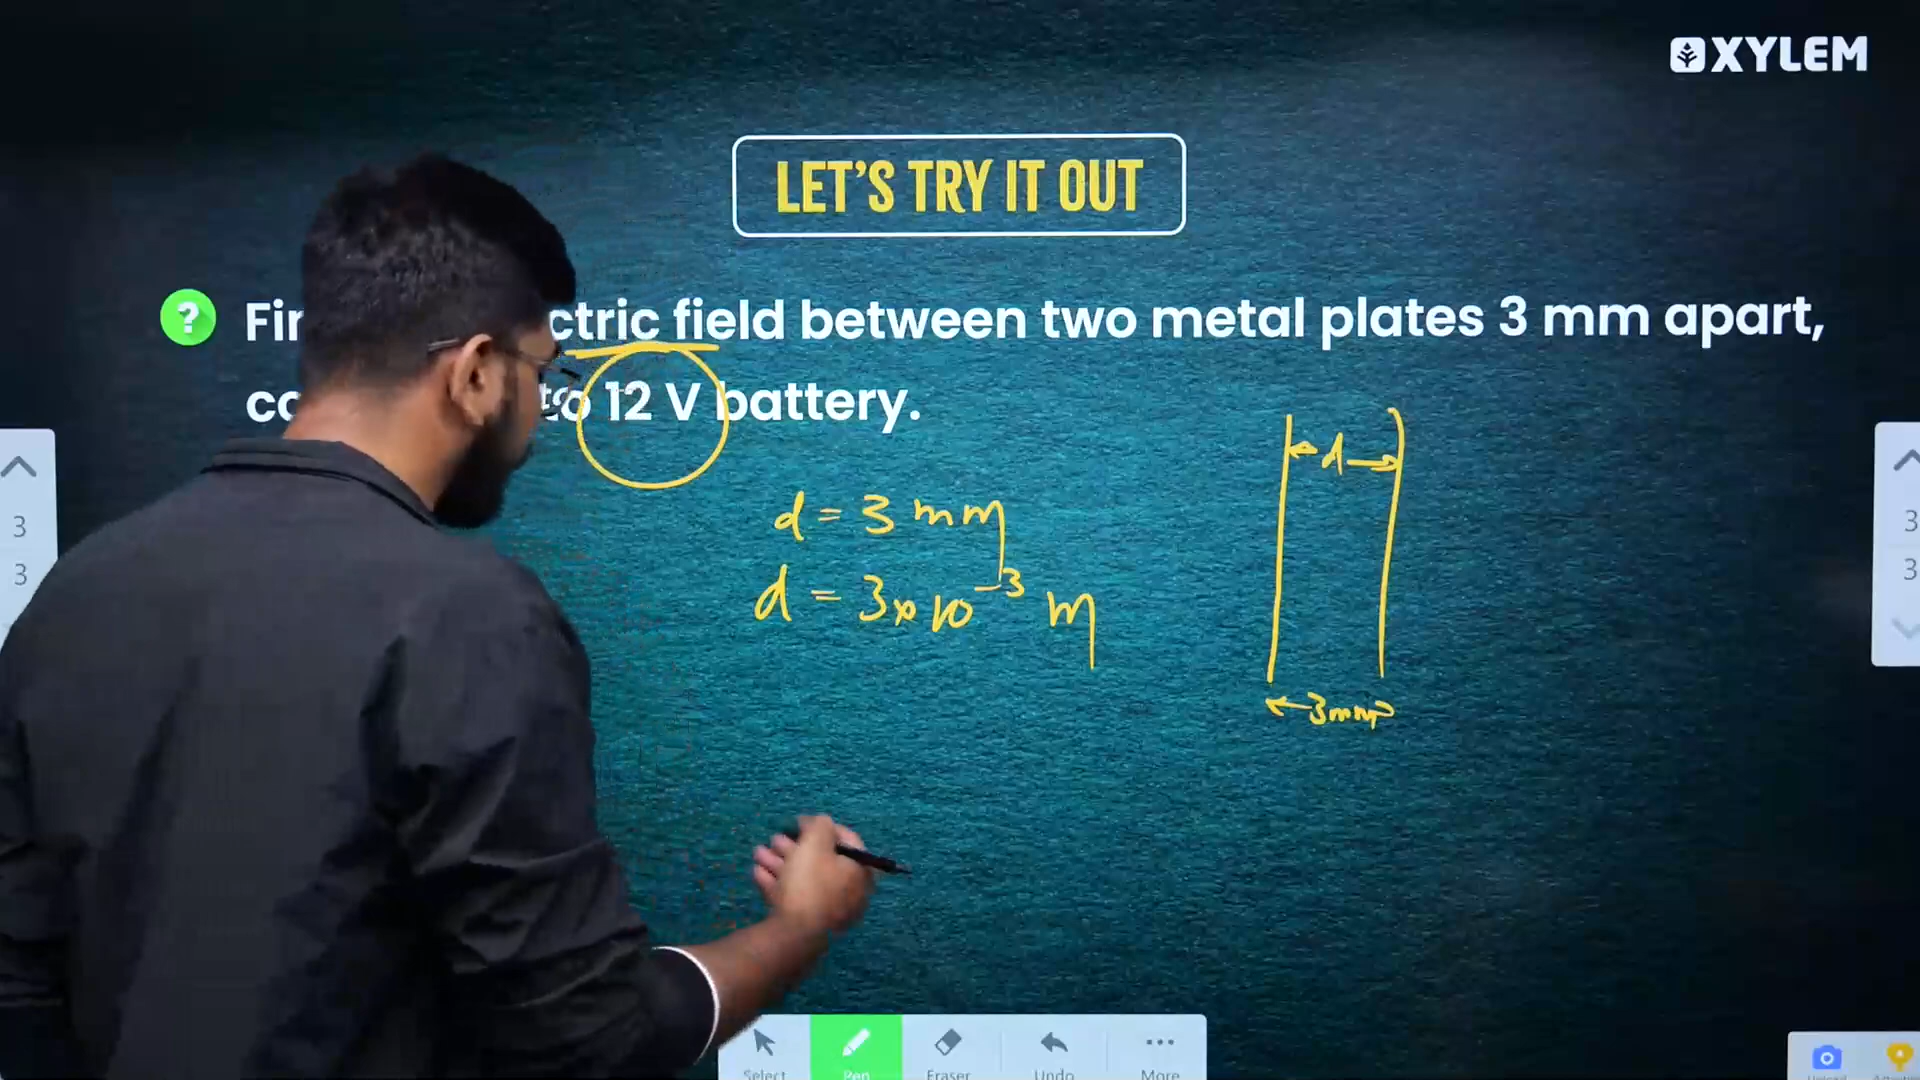 XYLEM
LET'S TRY IT OUT
? ctric field between two metal plates 3 mm apart,
to 12 V battery.
d
d = 3 mm
d = 3 x 10⁻³ m
3mm
3
3
3
3
Select
Pen
Eraser
Undo
More